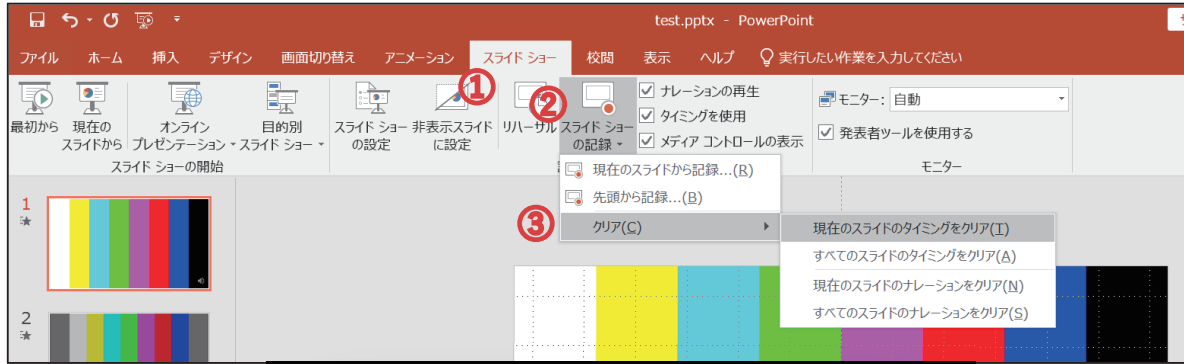 test.pptx - PowerPoint
ファイル ホーム 挿入 デザイン 画面切り替え アニメーション スライド ショー 校閲 表示 ヘルプ 実行したい作業を入力してください
① ②
最初から
現在の
スライドから
オンライン
プレゼンテーション
目的別
スライド ショー
スライド ショー
の設定
非表示スライド
に設定
リハーサル
スライド ショー
の記録
ナレーションの再生
タイミングを使用
メディア コントロールの表示
モニター: 自動
発表者ツールを使用する
スライド ショーの開始
モニター
現在のスライドから記録...(R)
先頭から記録...(B)
③ クリア(C)
現在のスライドのタイミングをクリア(T)
すべてのスライドのタイミングをクリア(A)
現在のスライドのナレーションをクリア(N)
すべてのスライドのナレーションをクリア(S)
1
2